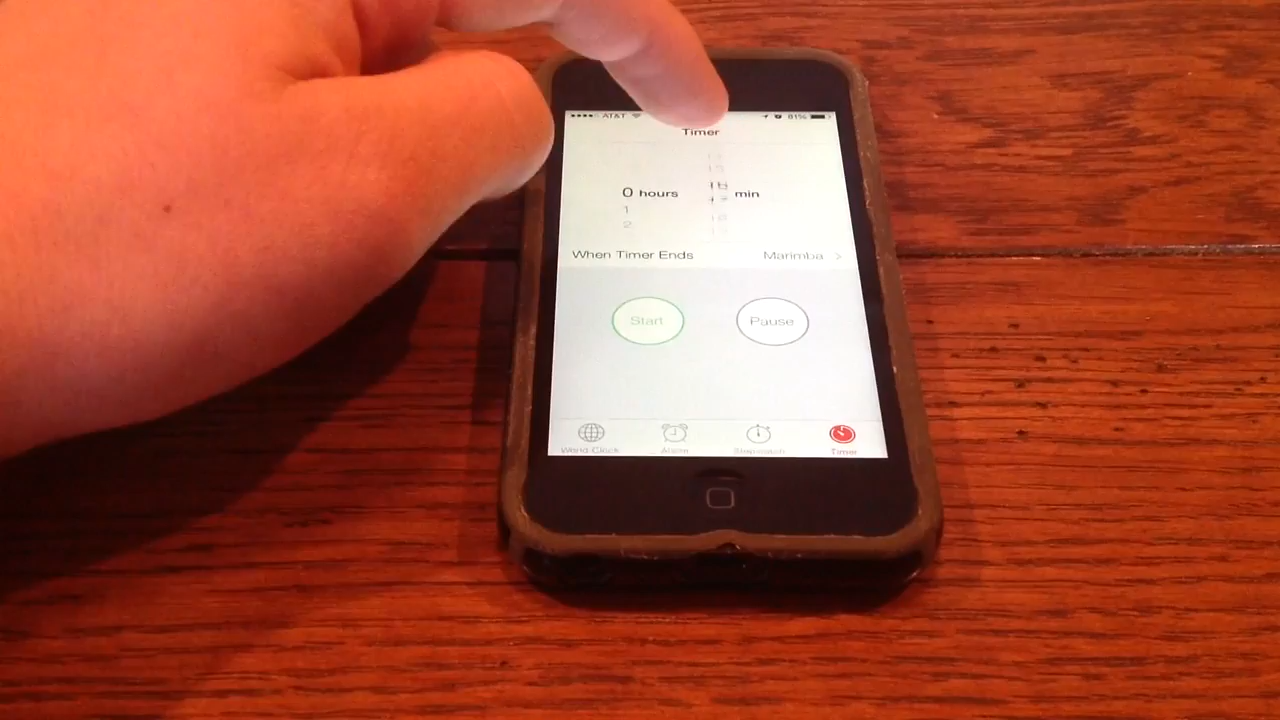 AT&T 81%
Timer
0 hours min
1
2
When Timer Ends Marimba >
Start Pause
World Clock Alarm Stopwatch Timer